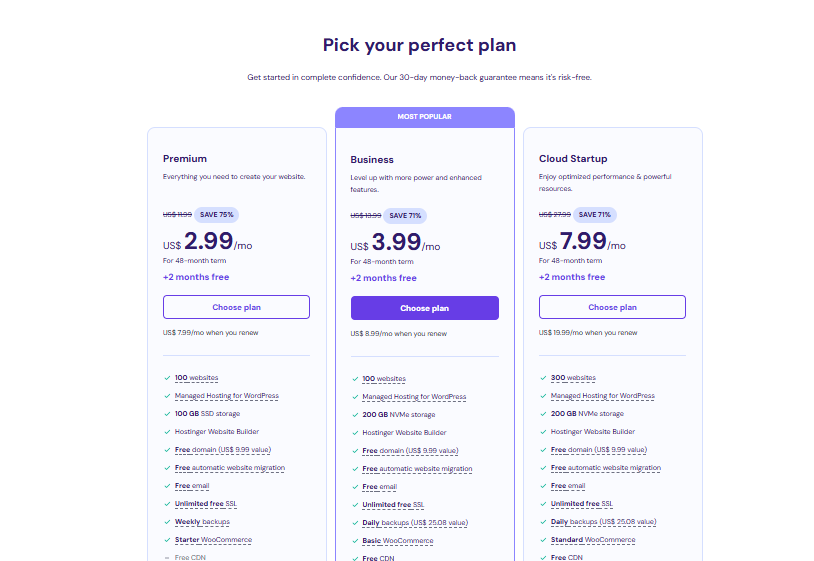 Pick your perfect plan
Get started in complete confidence. Our 30-day money-back guarantee means it's risk-free.
MOST POPULAR
Premium
Everything you need to create your website.
US$ 11.99 SAVE 75%
US$ 2.99/mo
For 48-month term
+2 months free
Choose plan
US$ 7.99/mo when you renew
100 websites
Managed Hosting for WordPress
100 GB SSD storage
Hostinger Website Builder
Free domain (US$ 9.99 value)
Free automatic website migration
Free email
Unlimited free SSL
Weekly backups
Starter WooCommerce
Free CDN
Business
Level up with more power and enhanced
features.
US$ 13.99 SAVE 71%
US$ 3.99/mo
For 48-month term
+2 months free
Choose plan
US$ 8.99/mo when you renew
100 websites
Managed Hosting for WordPress
200 GB NVMe storage
Hostinger Website Builder
Free domain (US$ 9.99 value)
Free automatic website migration
Free email
Unlimited free SSL
Daily backups (US$ 25.08 value)
Basic WooCommerce
Free CDN
Cloud Startup
Enjoy optimized performance & powerful
resources.
US$ 27.99 SAVE 71%
US$ 7.99/mo
For 48-month term
+2 months free
Choose plan
US$ 19.99/mo when you renew
300 websites
Managed Hosting for WordPress
200 GB NVMe storage
Hostinger Website Builder
Free domain (US$ 9.99 value)
Free automatic website migration
Free email
Unlimited free SSL
Daily backups (US$ 25.08 value)
Standard WooCommerce
Free CDN